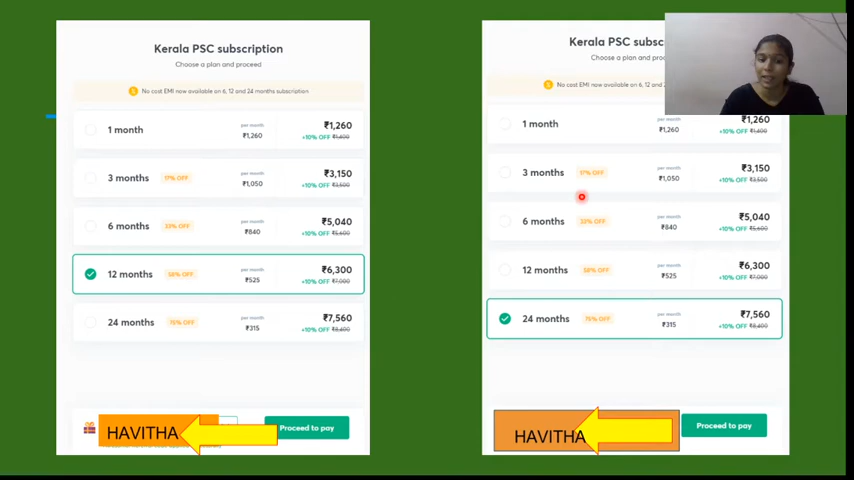 Kerala PSC subscription
Choose a plan and proceed
No cost EMI now available on 6, 12 and 24 months subscription
1 month per month ₹1,260 ₹1,260 +10% OFF ₹1,400
3 months 17% OFF per month ₹1,050 ₹3,150 +10% OFF ₹3,500
6 months 33% OFF per month ₹840 ₹5,040 +10% OFF ₹5,600
12 months 58% OFF per month ₹525 ₹6,300 +10% OFF ₹7,000
24 months 75% OFF per month ₹315 ₹7,560 +10% OFF ₹8,400
HAVITHA Proceed to pay
Kerala PSC subsc
Choose a plan and pro
No cost EMI now available on 6, 12 and 2
1 month per month ₹1,260 ₹1,260 +10% OFF ₹1,400
3 months 17% OFF per month ₹1,050 ₹3,150 +10% OFF ₹3,500
6 months 33% OFF per month ₹840 ₹5,040 +10% OFF ₹5,600
12 months 58% OFF per month ₹525 ₹6,300 +10% OFF ₹7,000
24 months 75% OFF per month ₹315 ₹7,560 +10% OFF ₹8,400
HAVITHA Proceed to pay